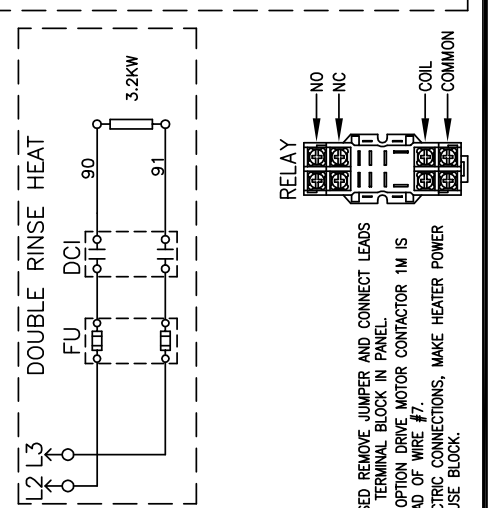 DOUBLE RINSE HEAT
3.2KW
90
91
DCI
FU
L2
L3
RELAY
NO
NC
COIL
COMMON
SED REMOVE JUMPER AND CONNECT LEADS
TERMINAL BLOCK IN PANEL.
OPTION DRIVE MOTOR CONTACTOR 1M IS
AD OF WIRE #7.
CTRIC CONNECTIONS, MAKE HEATER POWER
USE BLOCK.